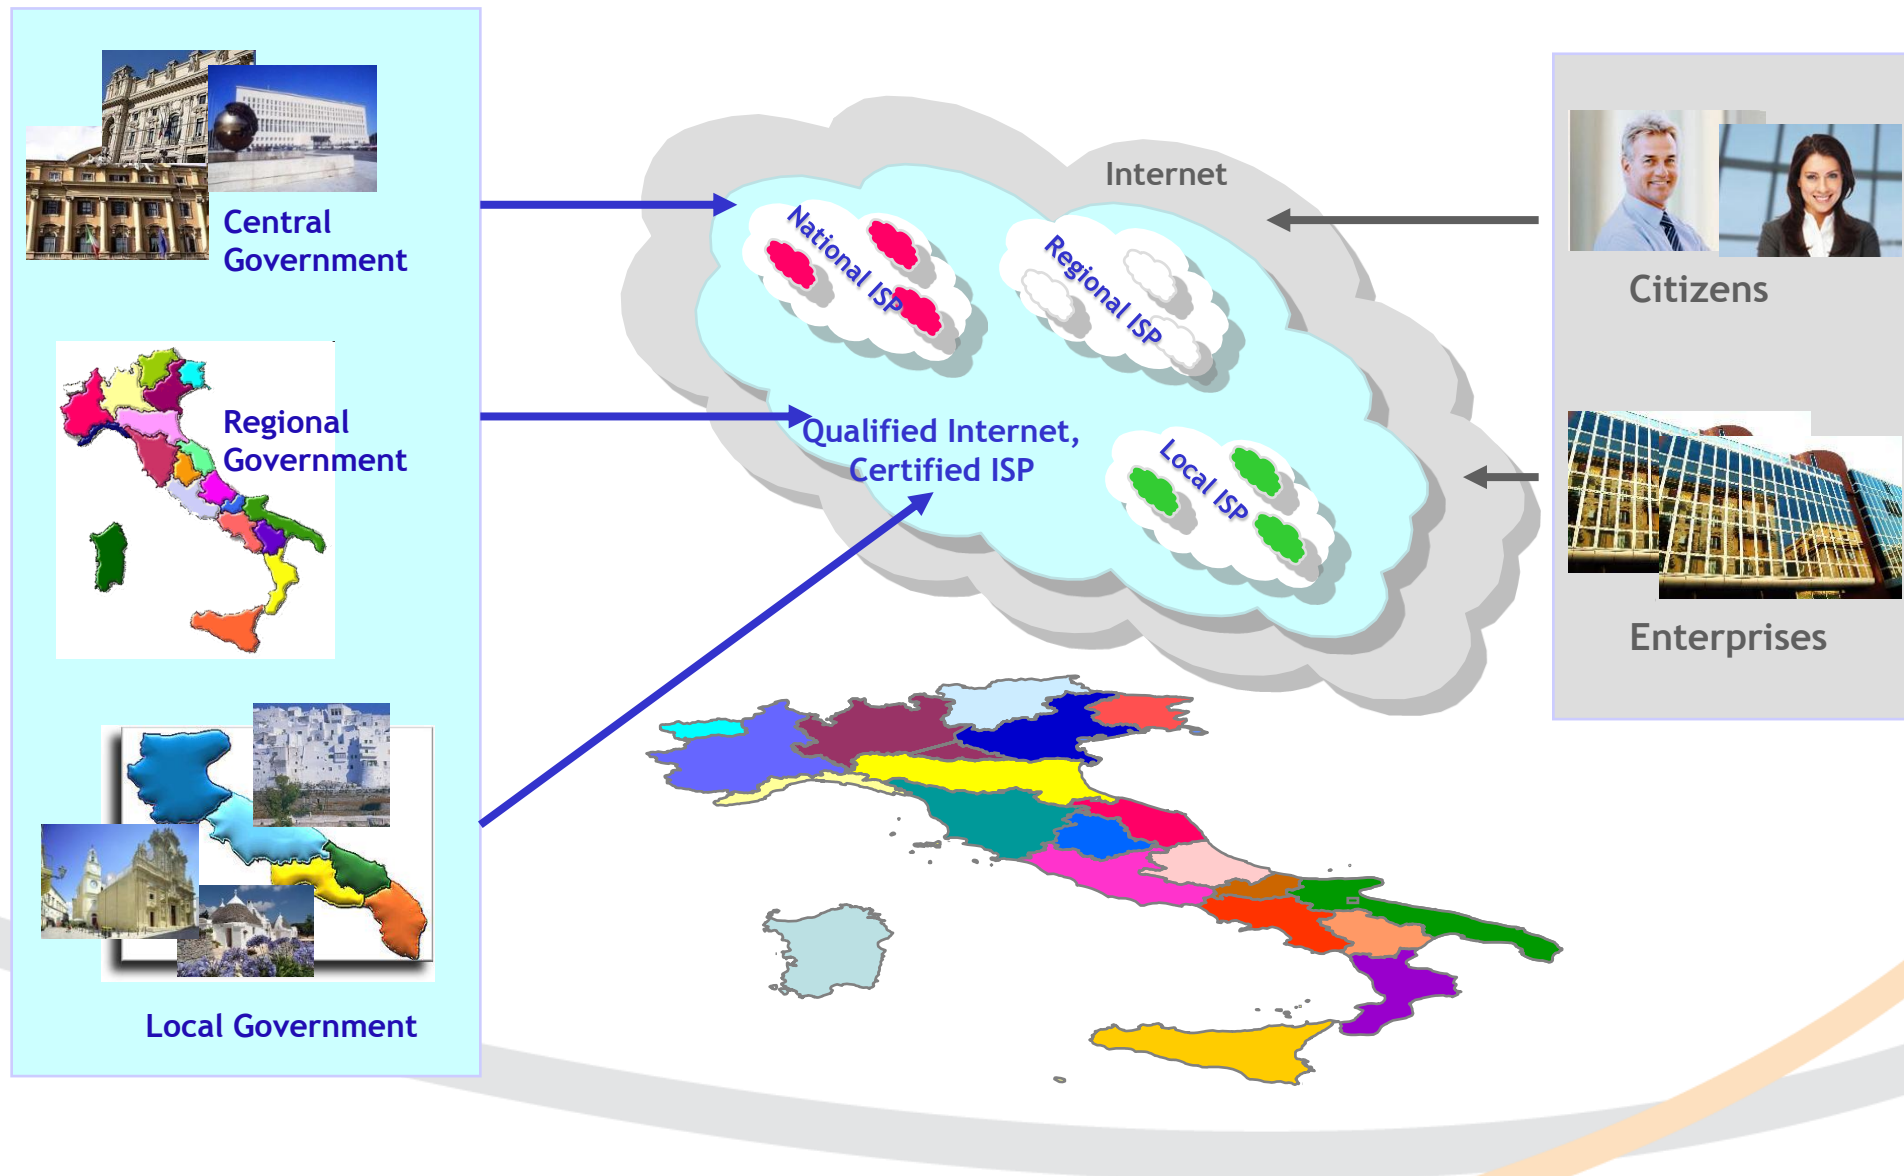 Central
Government
Regional
Government
Local Government
Internet
National ISP
Regional ISP
Qualified Internet,
Certified ISP
Local ISP
Citizens
Enterprises